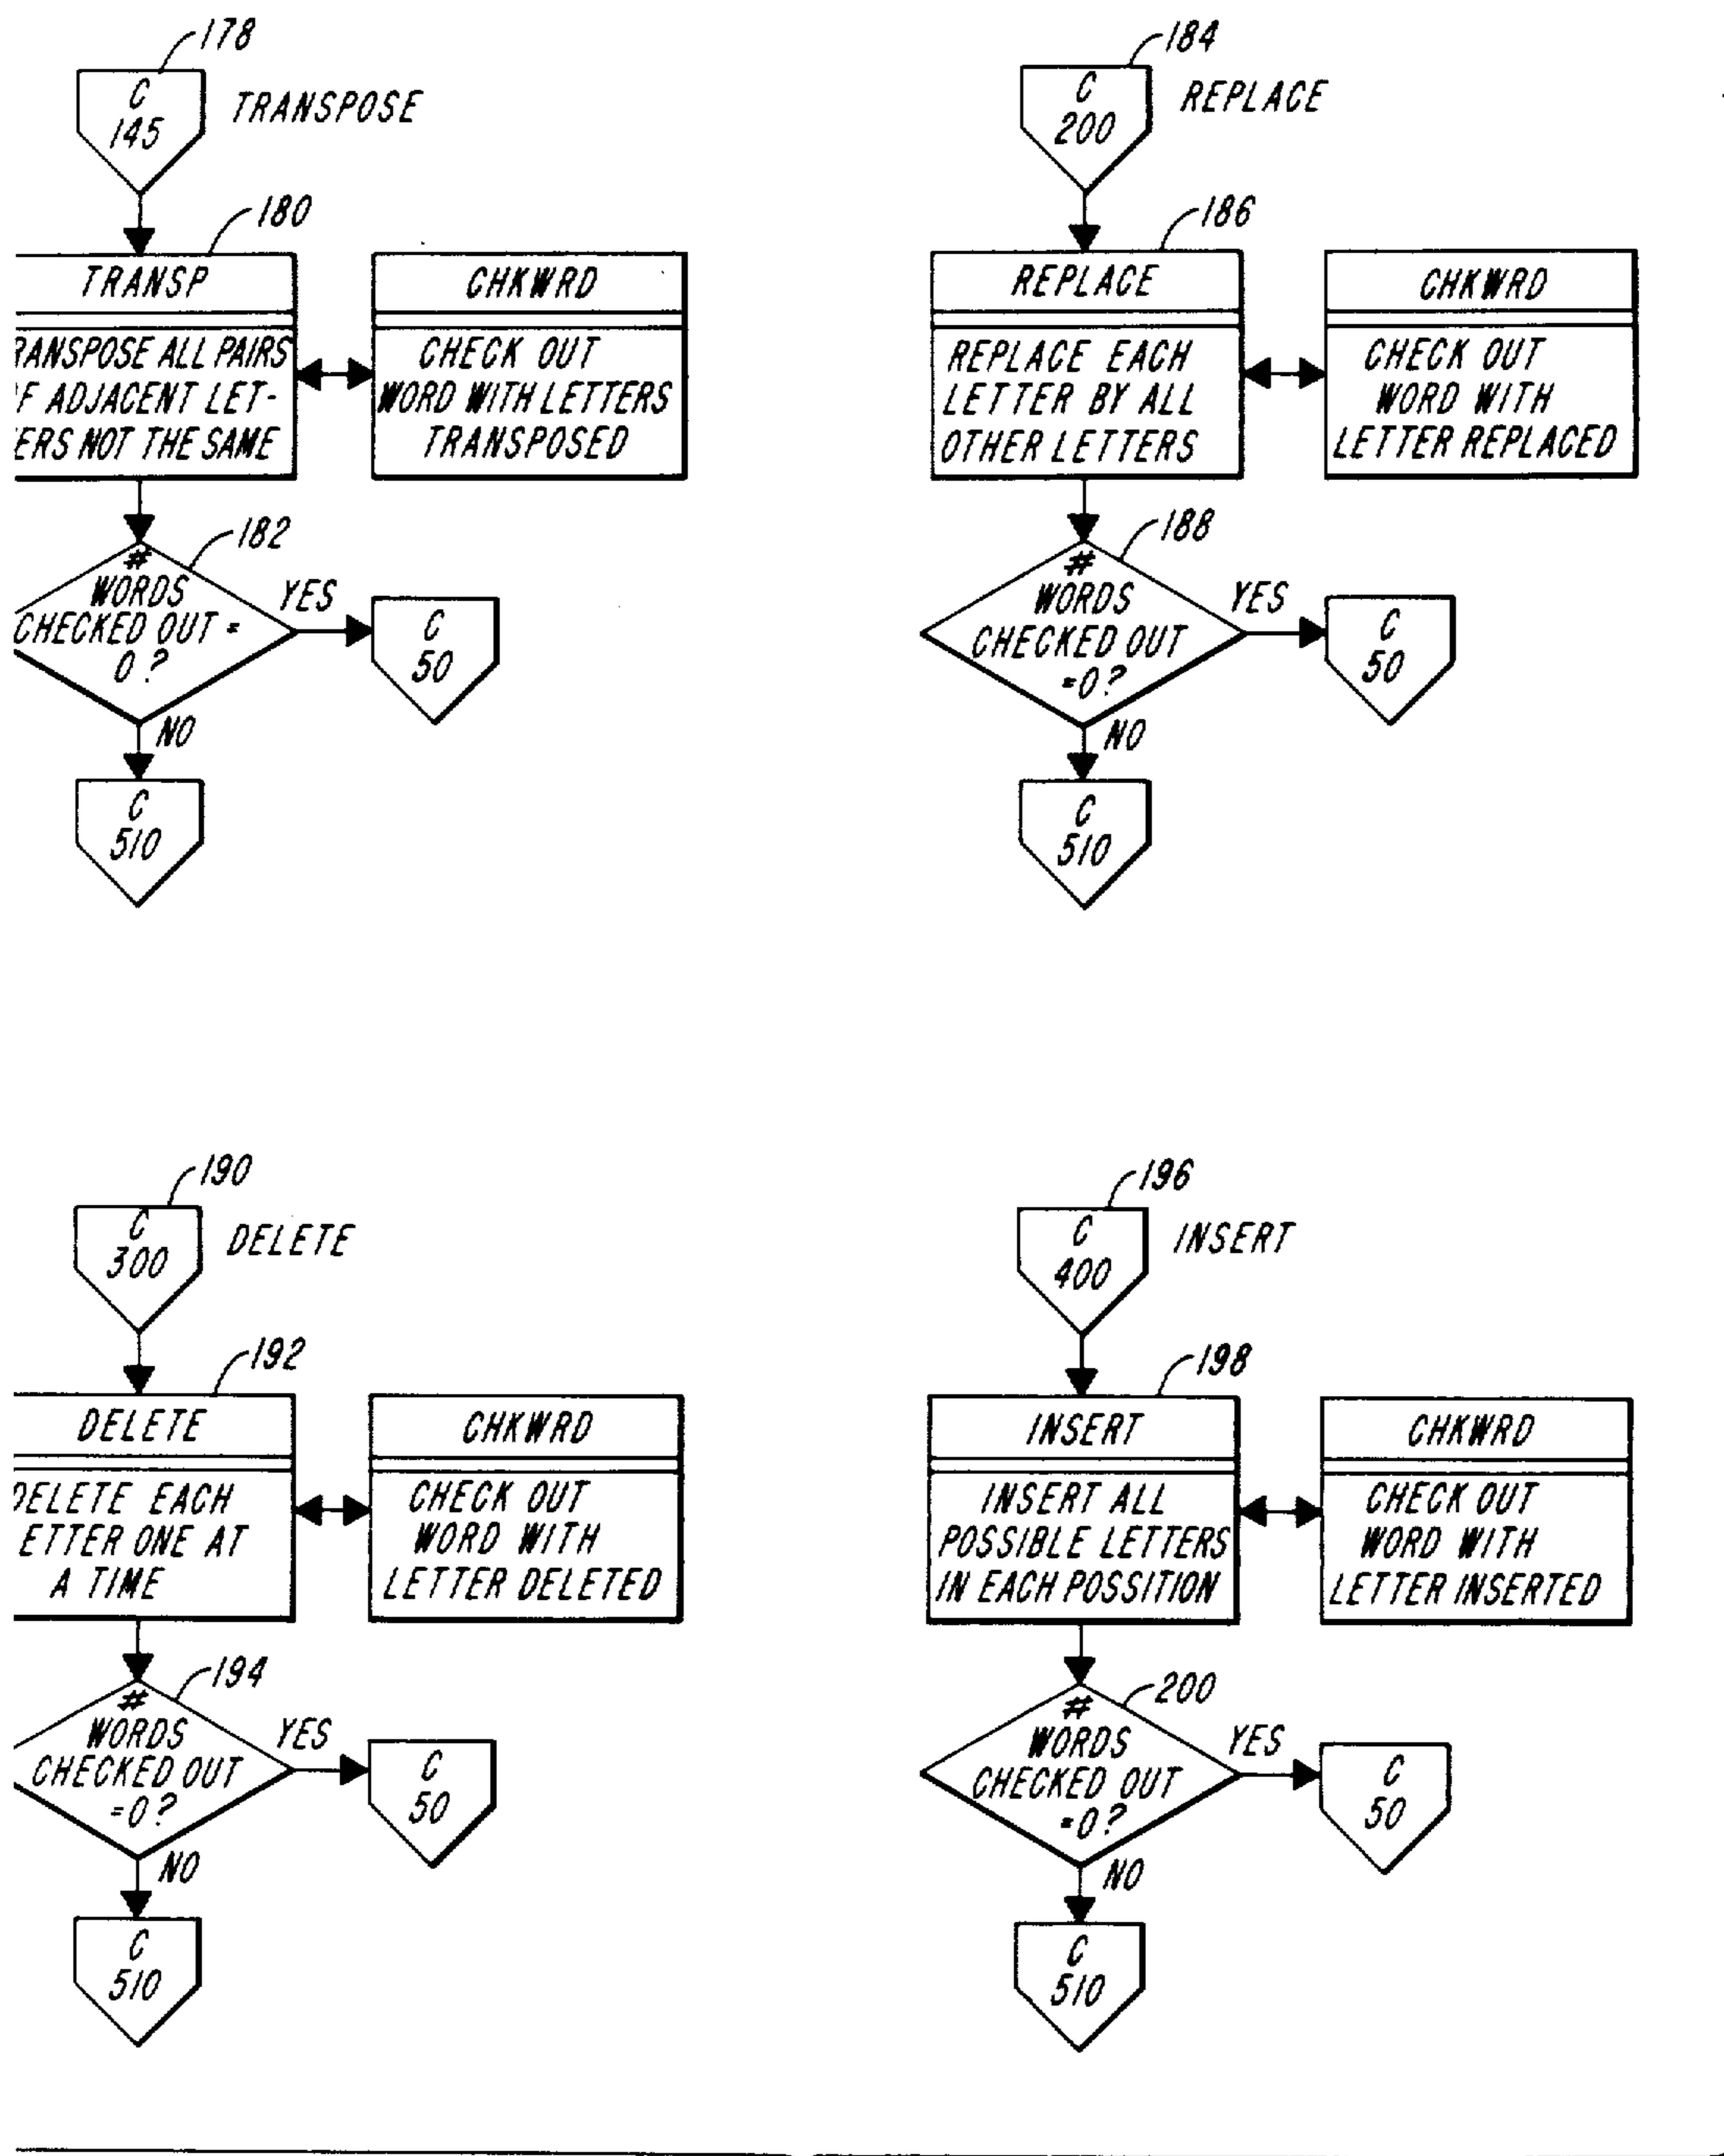 178
C
145
TRANSPOSE
180
TRANSP
RANSPOSE ALL PAIRS
F ADJACENT LET-
ERS NOT THE SAME
CHKWRD
CHECK OUT
WORD WITH LETTERS
TRANSPOSED
182
#
WORDS
CHECKED OUT =
0?
YES
C
50
NO
C
510
184
C
200
REPLACE
186
REPLACE
REPLACE EACH
LETTER BY ALL
OTHER LETTERS
CHKWRD
CHECK OUT
WORD WITH
LETTER REPLACED
188
#
WORDS
CHECKED OUT
=0?
YES
C
50
NO
C
510
190
C
300
DELETE
192
DELETE
DELETE EACH
ETTER ONE AT
A TIME
CHKWRD
CHECK OUT
WORD WITH
LETTER DELETED
194
#
WORDS
CHECKED OUT
=0?
YES
C
50
NO
C
510
196
C
400
INSERT
198
INSERT
INSERT ALL
POSSIBLE LETTERS
IN EACH POSSITION
CHKWRD
CHECK OUT
WORD WITH
LETTER INSERTED
200
#
WORDS
CHECKED OUT
=0?
YES
C
50
NO
C
510